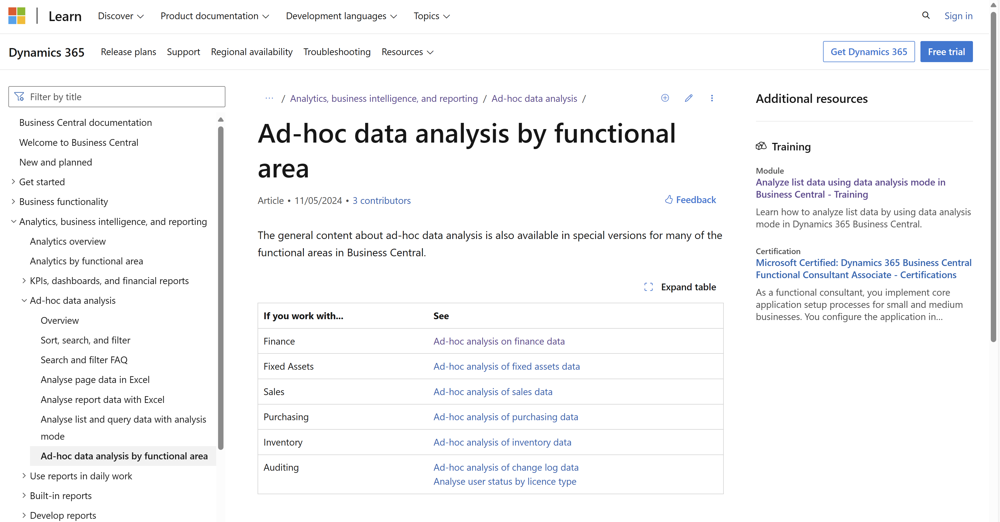 Learn
Discover
Product documentation
Development languages
Topics
Sign in
Dynamics 365
Release plans
Support
Regional availability
Troubleshooting
Resources
Get Dynamics 365
Free trial
Filter by title
Business Central documentation
Welcome to Business Central
New and planned
Get started
Business functionality
Analytics, business intelligence, and reporting
Analytics overview
Analytics by functional area
KPIs, dashboards, and financial reports
Ad-hoc data analysis
Overview
Sort, search, and filter
Search and filter FAQ
Analyse page data in Excel
Analyse report data with Excel
Analyse list and query data with analysis
mode
Ad-hoc data analysis by functional area
Use reports in daily work
Built-in reports
Develop reports
··· / Analytics, business intelligence, and reporting / Ad-hoc data analysis /
Ad-hoc data analysis by functional
area
Article • 11/05/2024 • 3 contributors
Feedback
The general content about ad-hoc data analysis is also available in special versions for many of the
functional areas in Business Central.
Expand table
If you work with... See
Finance Ad-hoc analysis on finance data
Fixed Assets Ad-hoc analysis of fixed assets data
Sales Ad-hoc analysis of sales data
Purchasing Ad-hoc analysis of purchasing data
Inventory Ad-hoc analysis of inventory data
Auditing Ad-hoc analysis of change log data
Analyse user status by licence type
Additional resources
Training
Module
Analyze list data using data analysis mode in
Business Central - Training
Learn how to analyze list data by using data analysis
mode in Dynamics 365 Business Central.
Certification
Microsoft Certified: Dynamics 365 Business Central
Functional Consultant Associate - Certifications
As a functional consultant, you implement core
application setup processes for small and medium
businesses. You configure the application in...